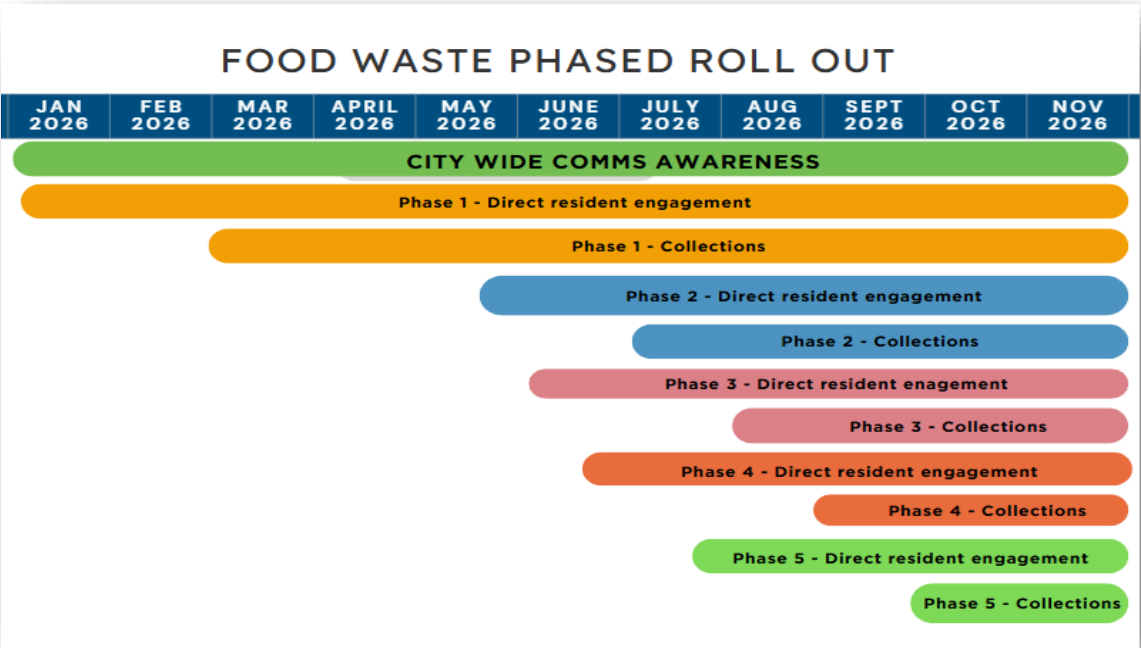 FOOD WASTE PHASED ROLL OUT
JAN FEB MAR APRIL MAY JUNE JULY AUG SEPT OCT NOV
2026 2026 2026 2026 2026 2026 2026 2026 2026 2026 2026
CITY WIDE COMMS AWARENESS
Phase 1 - Direct resident engagement
Phase 1 - Collections
Phase 2 - Direct resident engagement
Phase 2 - Collections
Phase 3 - Direct resident enagement
Phase 3 - Collections
Phase 4 - Direct resident engagement
Phase 4 - Collections
Phase 5 - Direct resident engagement
Phase 5 - Collections